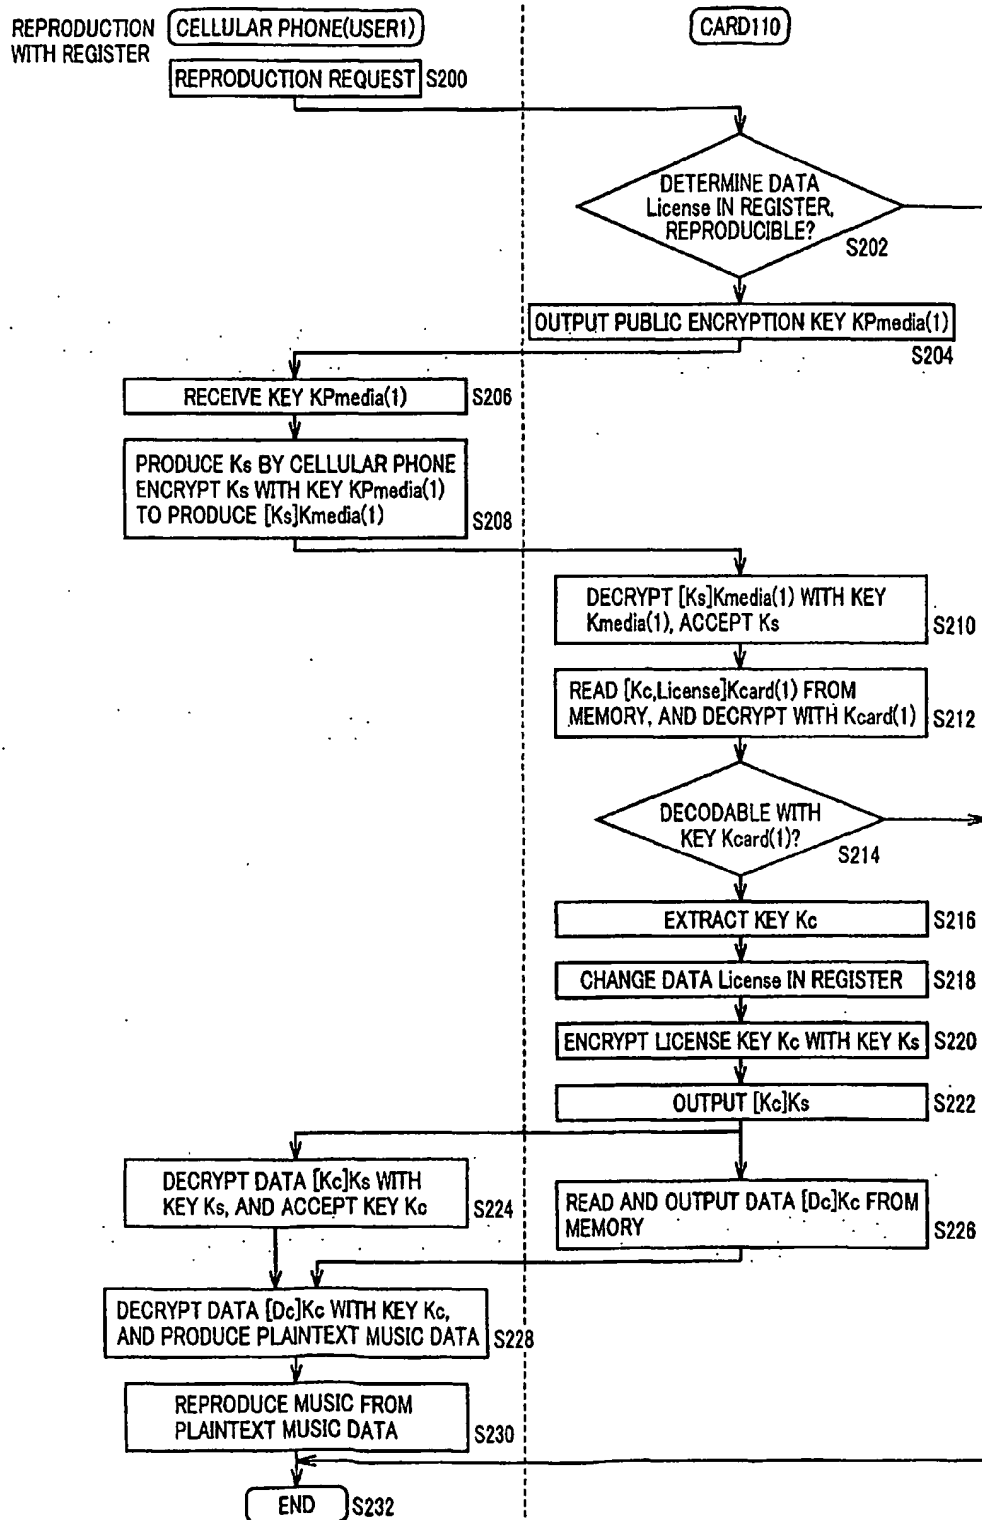 REPRODUCTION
WITH REGISTER
CELLULAR PHONE(USER1)
CARD110
REPRODUCTION REQUEST
S200
DETERMINE DATA
License IN REGISTER,
REPRODUCIBLE?
S202
OUTPUT PUBLIC ENCRYPTION KEY KPmedia(1)
S204
RECEIVE KEY KPmedia(1)
S206
PRODUCE Ks BY CELLULAR PHONE
ENCRYPT Ks WITH KEY KPmedia(1)
TO PRODUCE [Ks]Kmedia(1)
S208
DECRYPT [Ks]Kmedia(1) WITH KEY
Kmedia(1), ACCEPT Ks
S210
READ [Kc,License]Kcard(1) FROM
MEMORY, AND DECRYPT WITH Kcard(1)
S212
DECODABLE WITH
KEY Kcard(1)?
S214
EXTRACT KEY Kc
S216
CHANGE DATA License IN REGISTER
S218
ENCRYPT LICENSE KEY Kc WITH KEY Ks
S220
OUTPUT [Kc]Ks
S222
DECRYPT DATA [Kc]Ks WITH
KEY Ks, AND ACCEPT KEY Kc
S224
READ AND OUTPUT DATA [Dc]Kc FROM
MEMORY
S226
DECRYPT DATA [Dc]Kc WITH KEY Kc,
AND PRODUCE PLAINTEXT MUSIC DATA
S228
REPRODUCE MUSIC FROM
PLAINTEXT MUSIC DATA
S230
END
S232